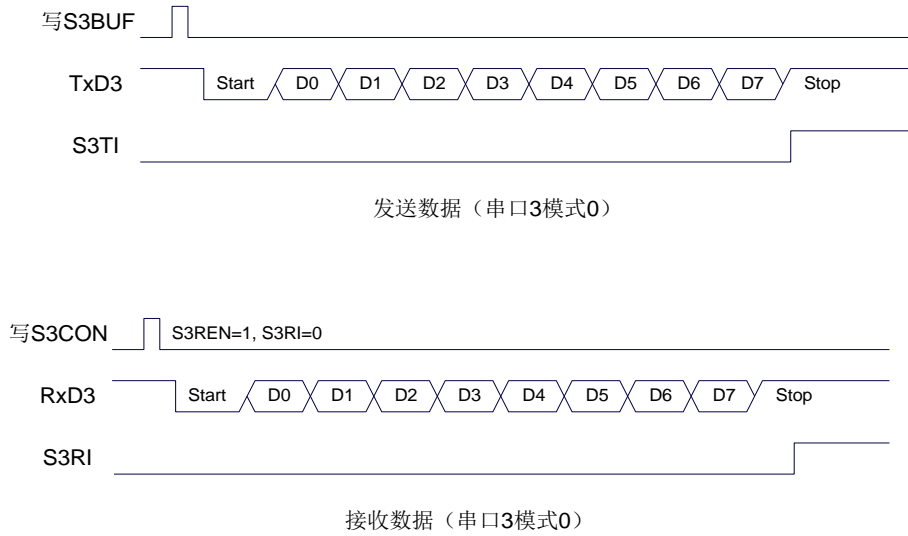 写S3BUF
TxD3 Start D0 D1 D2 D3 D4 D5 D6 D7 Stop
S3TI
发送数据（串口3模式0）
写S3CON S3REN=1, S3RI=0
RxD3 Start D0 D1 D2 D3 D4 D5 D6 D7 Stop
S3RI
接收数据（串口3模式0）